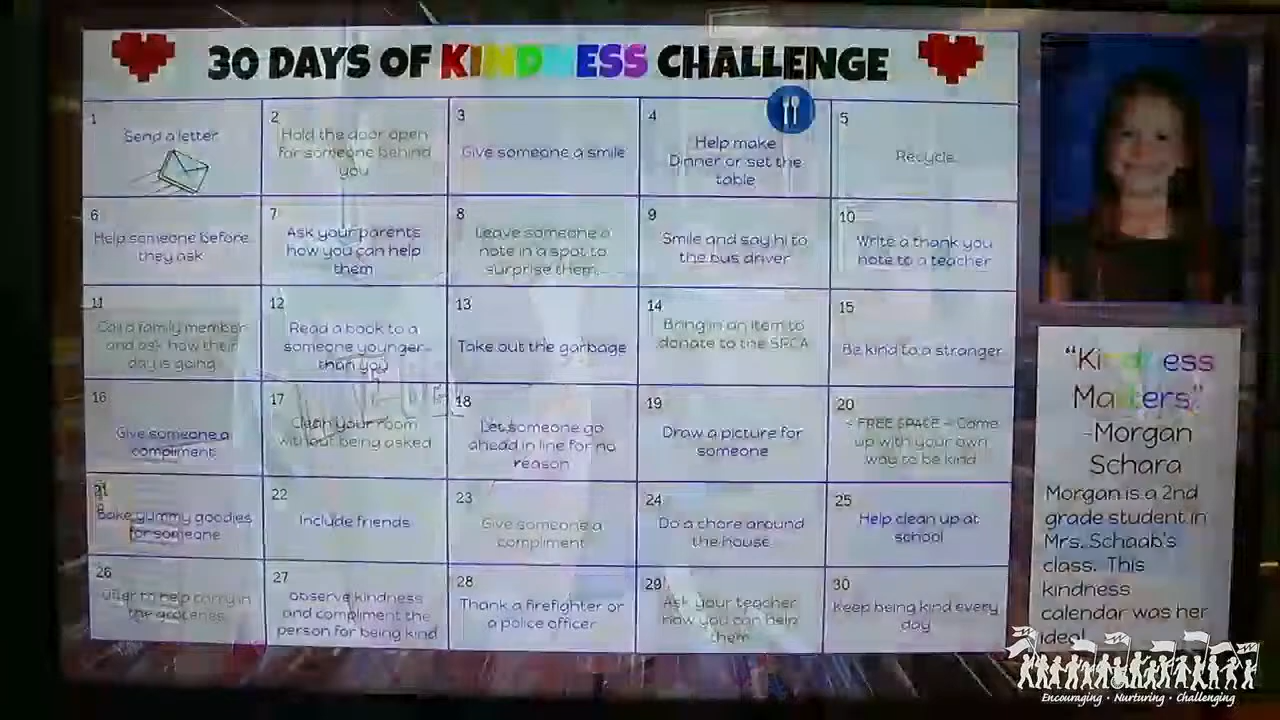 30 DAYS OF KINDNESS CHALLENGE
1
Send a letter
2
Hold the door open
for someone behind
you
3
Give someone a smile
4
Help make
Dinner or set the
table
5
Recycle
6
Help someone before
they ask
7
Ask your parents
how you can help
them
8
Leave someone a
note in a spot to
surprise them.
9
Smile and say hi to
the bus driver
10
Write a thank you
note to a teacher
11
Call a family member
and ask how their
day is going
12
Read a book to a
someone younger
than you
13
Take out the garbage
14
Bring in an item to
donate to the SPCA
15
Be kind to a stranger
16
Give someone a
compliment
17
Clean your room
without being asked
18
Let someone go
ahead in line for no
reason
19
Draw a picture for
someone
20
- FREE SPACE - Come
up with your own
way to be kind
21
Bake yummy goodies
for someone
22
Include friends
23
Give someone a
compliment
24
Do a chore around
the house
25
Help clean up at
school
26
Offer to help carry in
the groceries
27
observe kindness
and compliment the
person for being kind
28
Thank a firefighter or
a police officer
29
Ask your teacher
how you can help
them
30
Keep being kind every
day
"Kindness
Matters"
-Morgan
Schara
Morgan is a 2nd
grade student in
Mrs. Schaab's
class. This
kindness
calendar was her
idea!
Encouraging • Nurturing • Challenging